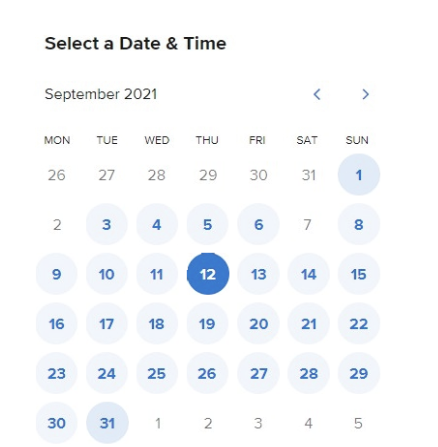 Select a Date & Time
September 2021
MON TUE WED THU FRI SAT SUN
26 27 28 29 30 31 1
2 3 4 5 6 7 8
9 10 11 12 13 14 15
16 17 18 19 20 21 22
23 24 25 26 27 28 29
30 31 1 2 3 4 5